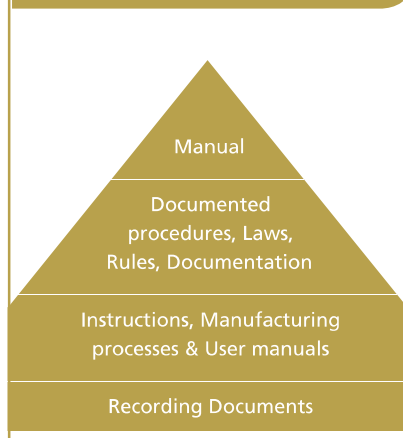 Manual
Documented
procedures, Laws,
Rules, Documentation
Instructions, Manufacturing
processes & User manuals
Recording Documents